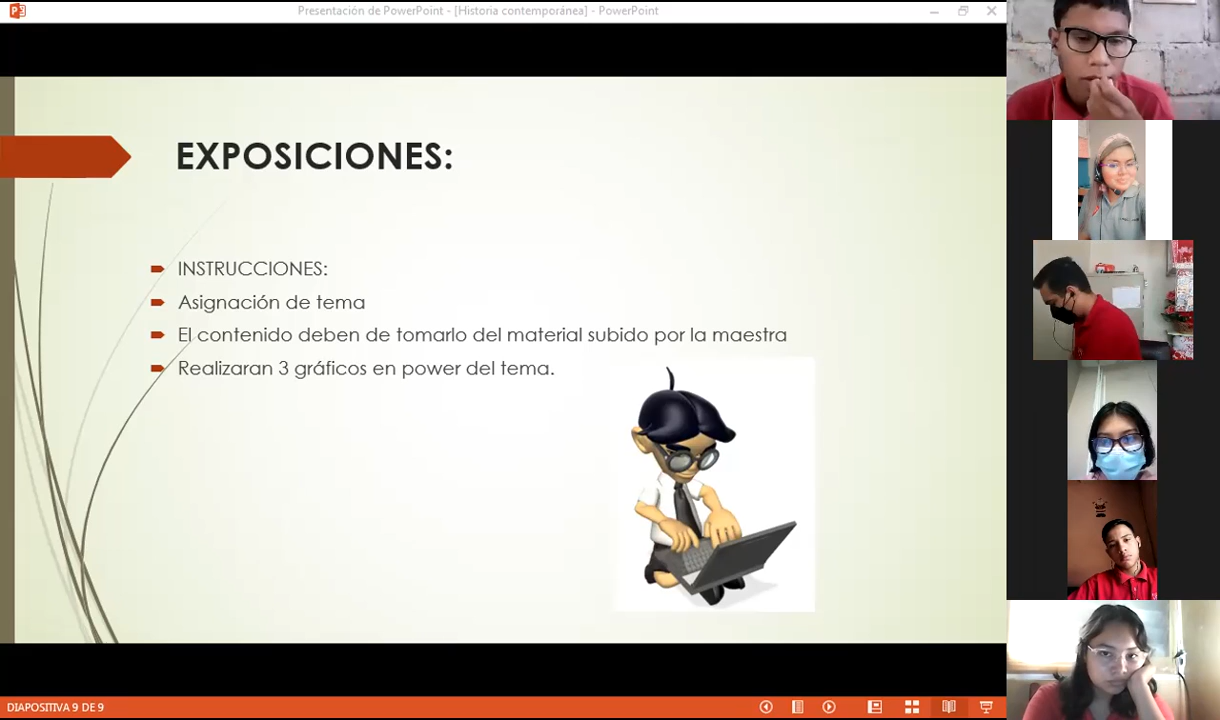 Presentación de PowerPoint - [Historia contemporánea] - PowerPoint
EXPOSICIONES:
INSTRUCCIONES:
Asignación de tema
El contenido deben de tomarlo del material subido por la maestra
Realizaran 3 gráficos en power del tema.
DIAPOSITIVA 9 DE 9